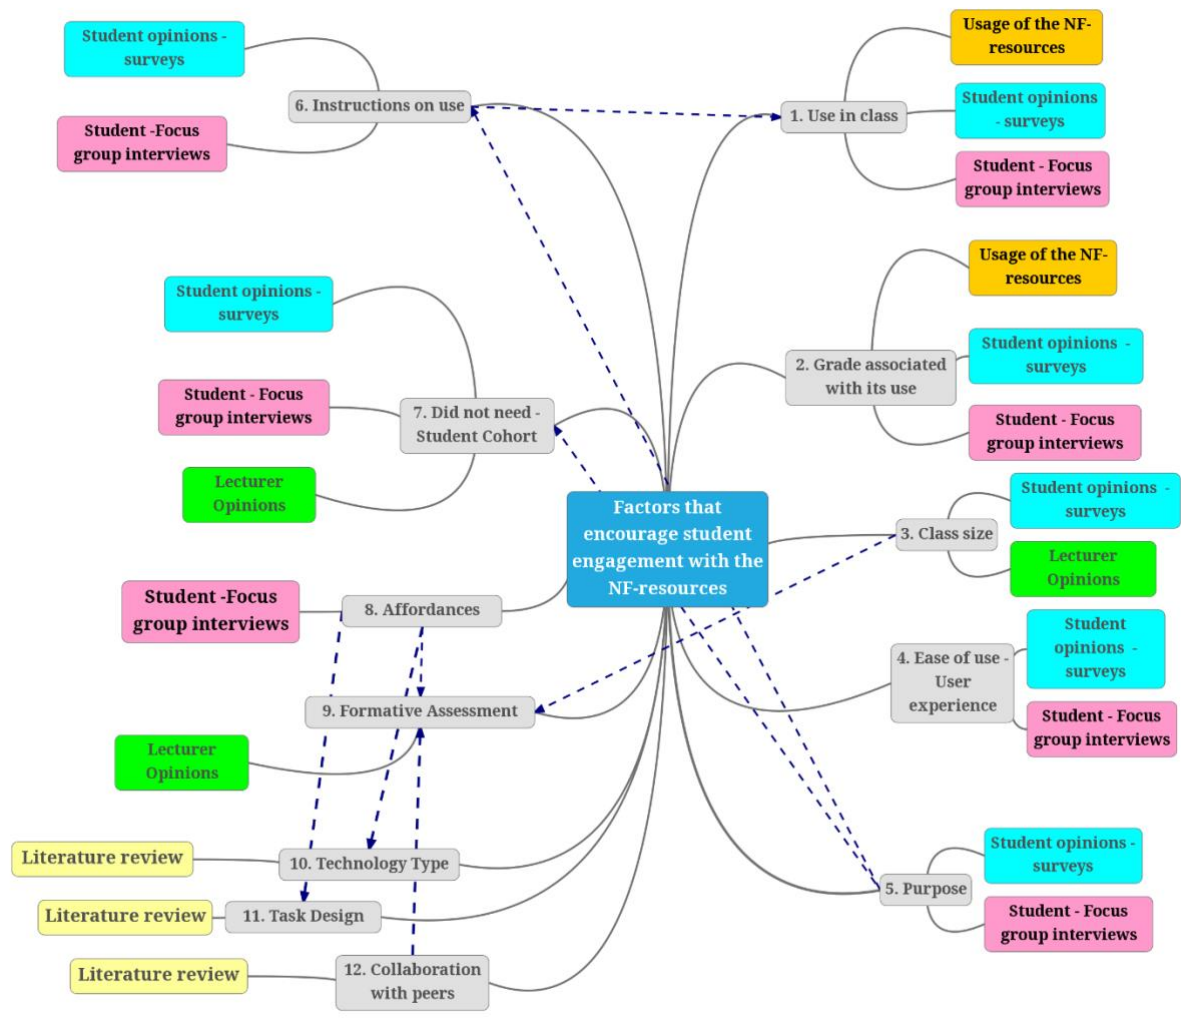 Factors that
encourage student
engagement with the
NF-resources
1. Use in class
Usage of the NF-
resources
Student opinions
- surveys
Student - Focus
group interviews
2. Grade associated
with its use
Usage of the NF-
resources
Student opinions -
surveys
Student - Focus
group interviews
3. Class size
Student opinions -
surveys
Lecturer
Opinions
4. Ease of use -
User
experience
Student
opinions -
surveys
Student - Focus
group interviews
5. Purpose
Student opinions -
surveys
Student - Focus
group interviews
6. Instructions on use
Student opinions -
surveys
Student -Focus
group interviews
7. Did not need -
Student Cohort
Student opinions -
surveys
Student - Focus
group interviews
Lecturer
Opinions
8. Affordances
Student -Focus
group interviews
9. Formative Assessment
Lecturer
Opinions
10. Technology Type
Literature review
11. Task Design
Literature review
12. Collaboration
with peers
Literature review